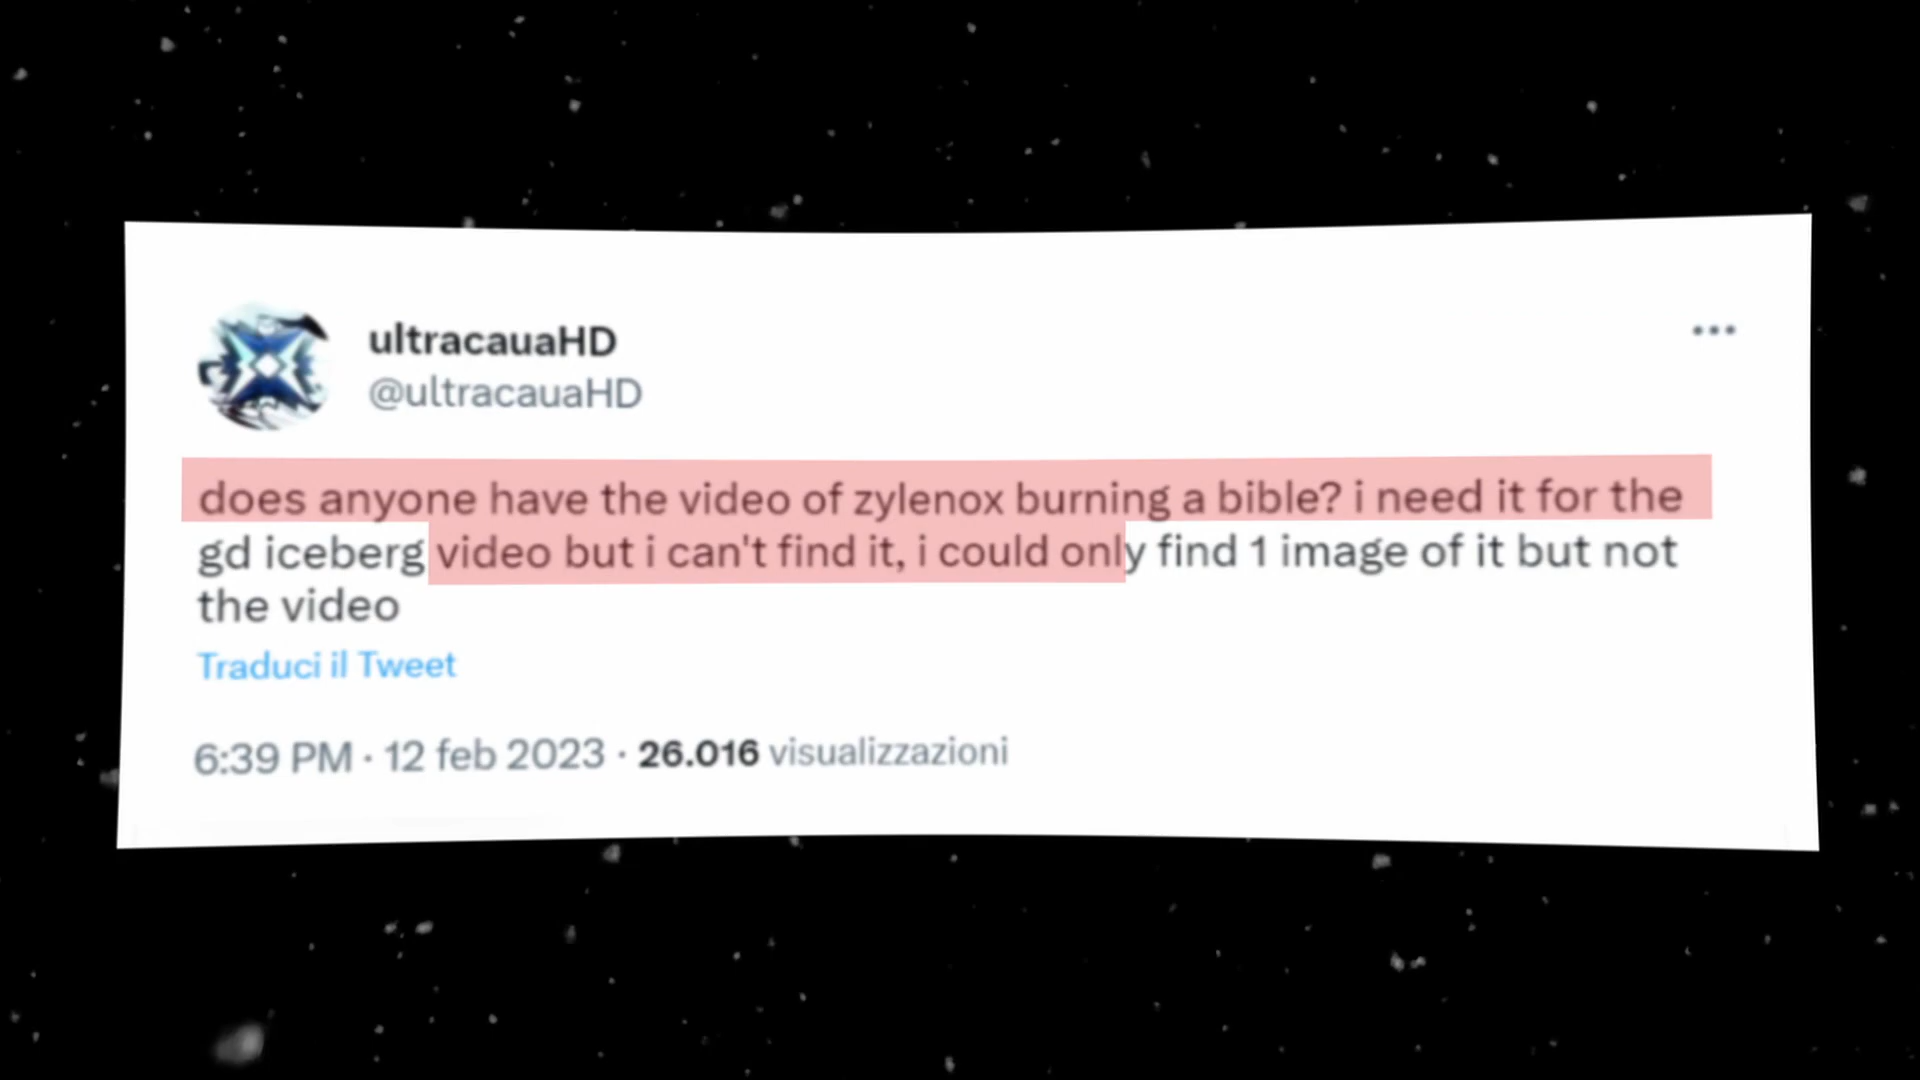 ultracauaHD
@ultracauaHD
does anyone have the video of zylenox burning a bible? i need it for the
gd iceberg video but i can't find it, i could only find 1 image of it but not
the video
Traduci il Tweet
6:39 PM · 12 feb 2023 · 26.016 visualizzazioni